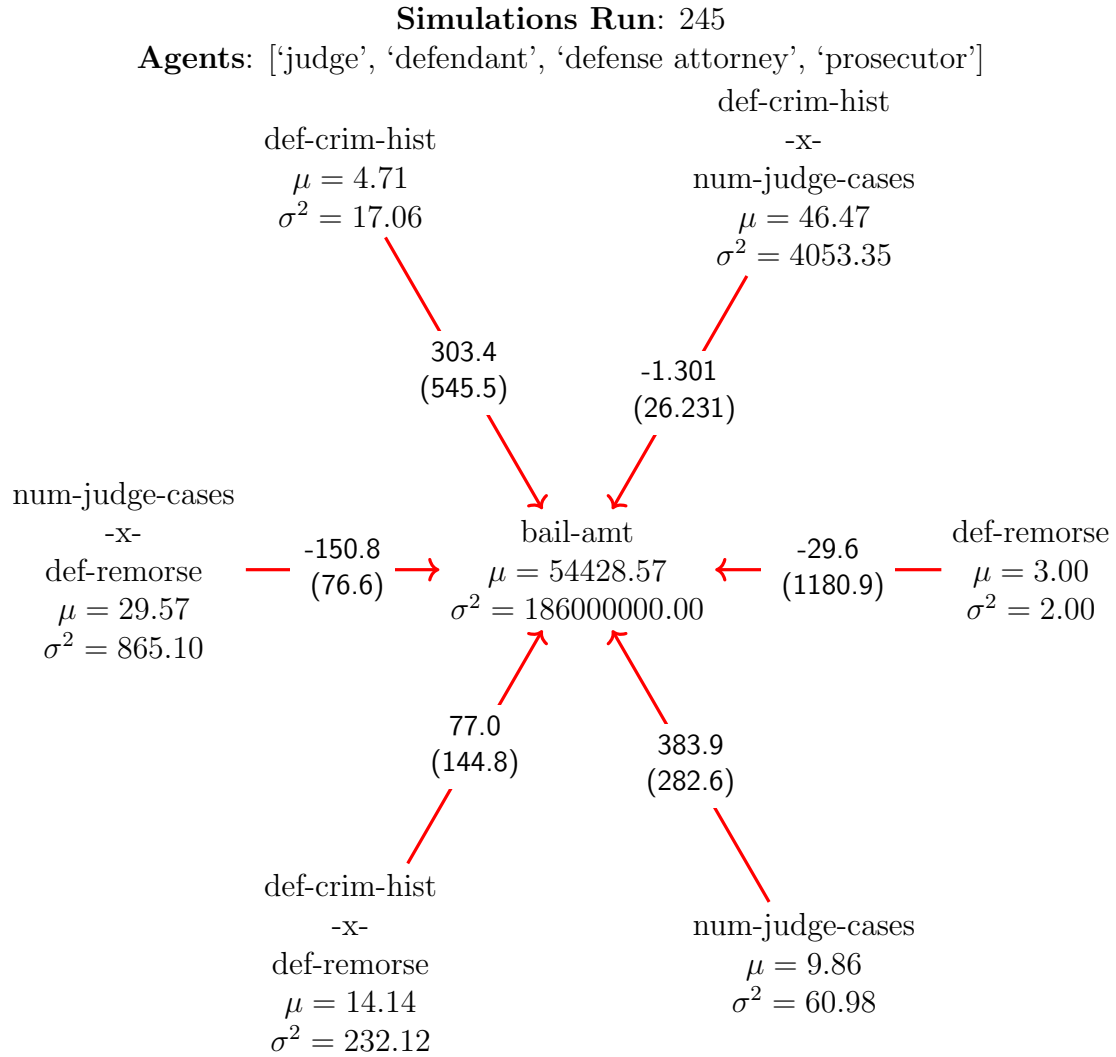 Simulations Run: 245
Agents: [‘judge’, ‘defendant’, ‘defense attorney’, ‘prosecutor’]
def-crim-hist
μ = 4.71
σ² = 17.06
def-crim-hist
-x-
num-judge-cases
μ = 46.47
σ² = 4053.35
303.4
(545.5)
-1.301
(26.231)
num-judge-cases
-x-
def-remorse
μ = 29.57
σ² = 865.10
-150.8
(76.6)
bail-amt
μ = 54428.57
σ² = 186000000.00
-29.6
(1180.9)
def-remorse
μ = 3.00
σ² = 2.00
77.0
(144.8)
383.9
(282.6)
def-crim-hist
-x-
def-remorse
μ = 14.14
σ² = 232.12
num-judge-cases
μ = 9.86
σ² = 60.98